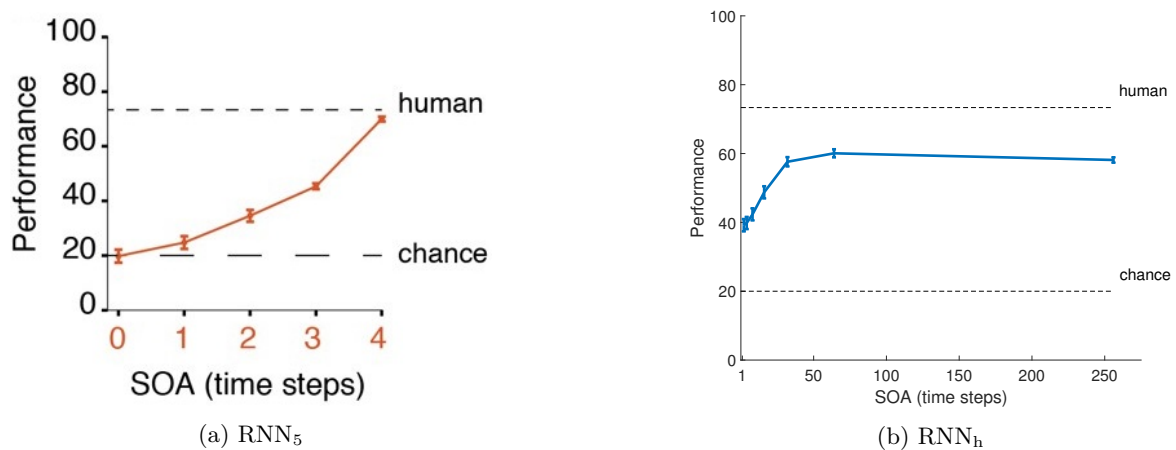 100
80
60
40
20
0
Performance
human
chance
0 1 2 3 4
SOA (time steps)
(a) RNN₅
100
80
60
40
20
0
Performance
human
chance
1 50 100 150 200 250
SOA (time steps)
(b) RNNₕ